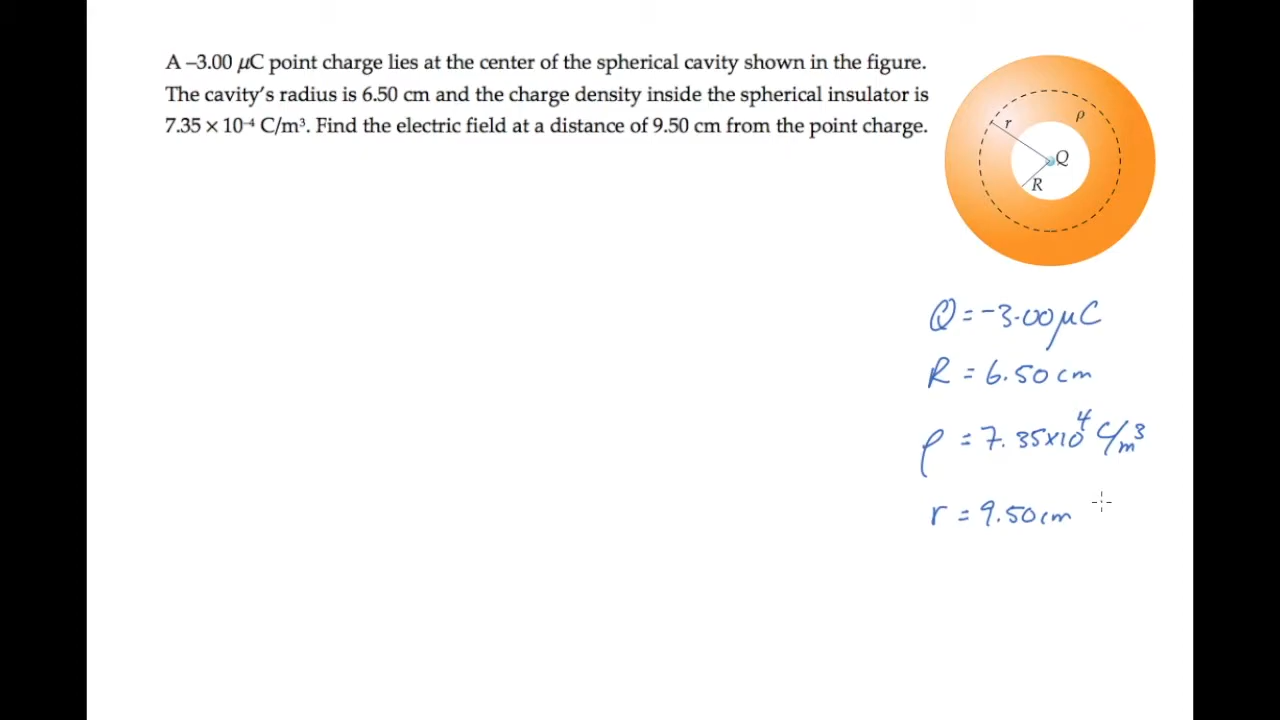 A –3.00 μC point charge lies at the center of the spherical cavity shown in the figure.
The cavity's radius is 6.50 cm and the charge density inside the spherical insulator is
7.35 × 10⁻⁴ C/m³. Find the electric field at a distance of 9.50 cm from the point charge.
ρ
r
Q
R
Q = -3.00 μC
R = 6.50 cm
ρ = 7.35×10⁴ C/m³
r = 9.50 cm